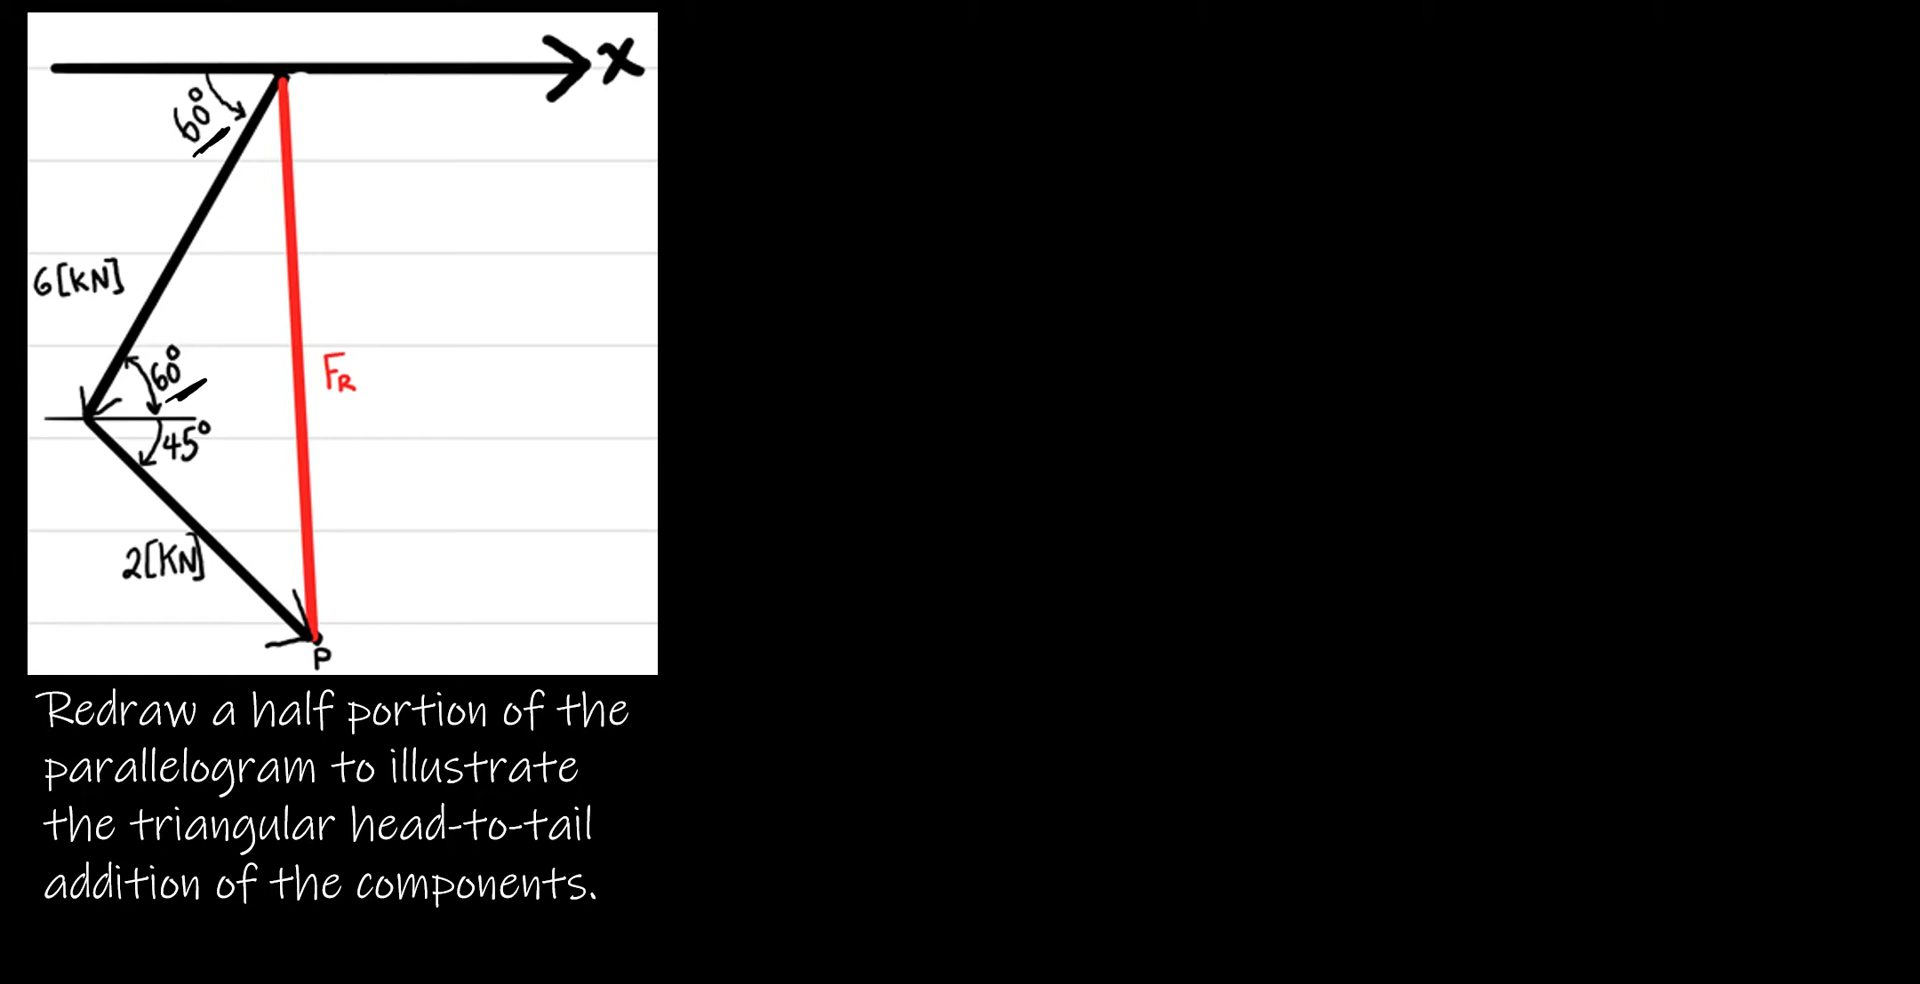 x
60°
6[KN]
60°
FR
45°
2[KN]
P
Redraw a half portion of the
parallelogram to illustrate
the triangular head-to-tail
addition of the components.